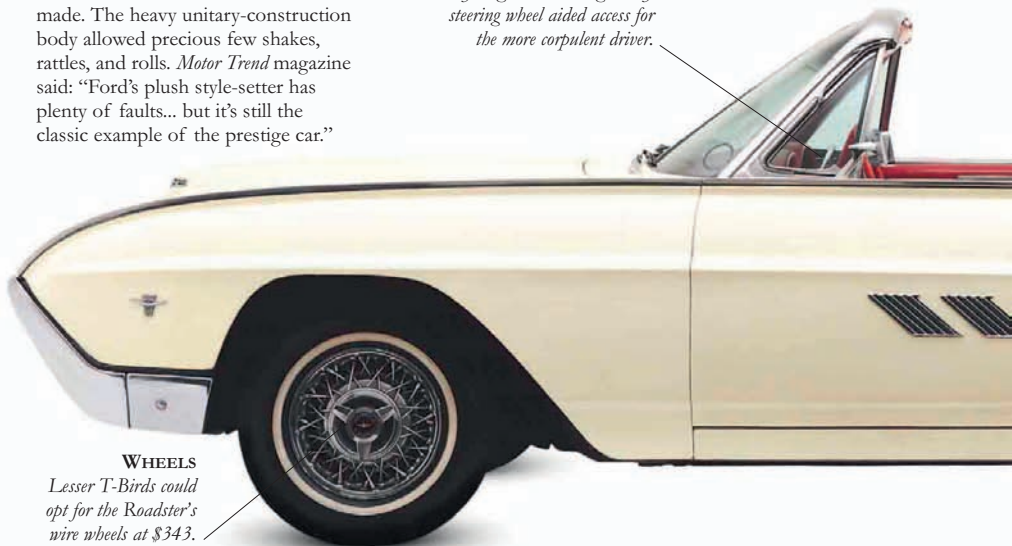 made. The heavy unitary-construction
body allowed precious few shakes,
rattles, and rolls. Motor Trend magazine
said: “Ford’s plush style-setter has
plenty of faults... but it’s still the
classic example of the prestige car.”
steering wheel aided access for
the more corpulent driver.
WHEELS
Lesser T-Birds could
opt for the Roadster’s
wire wheels at $343.